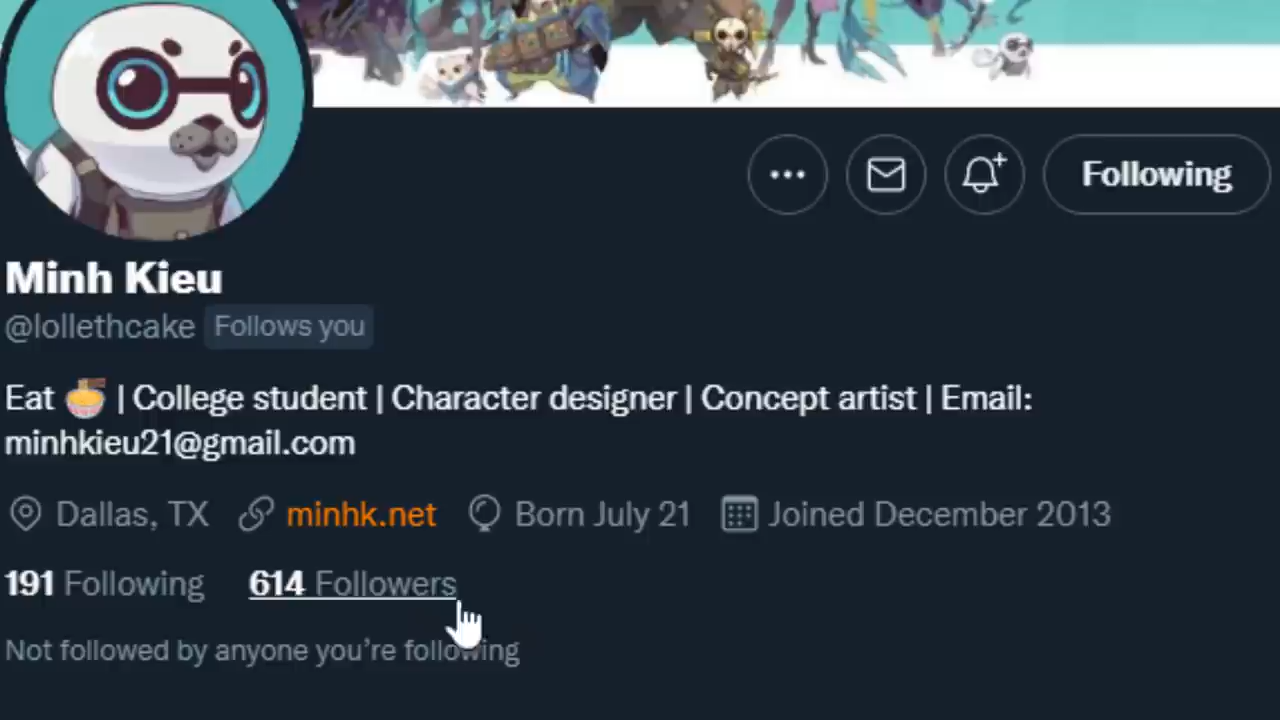 Following
Minh Kieu
@lollethcake Follows you
Eat 🍜 | College student | Character designer | Concept artist | Email:
minhkieu21@gmail.com
Dallas, TX minhk.net Born July 21 Joined December 2013
191 Following 614 Followers
Not followed by anyone you're following